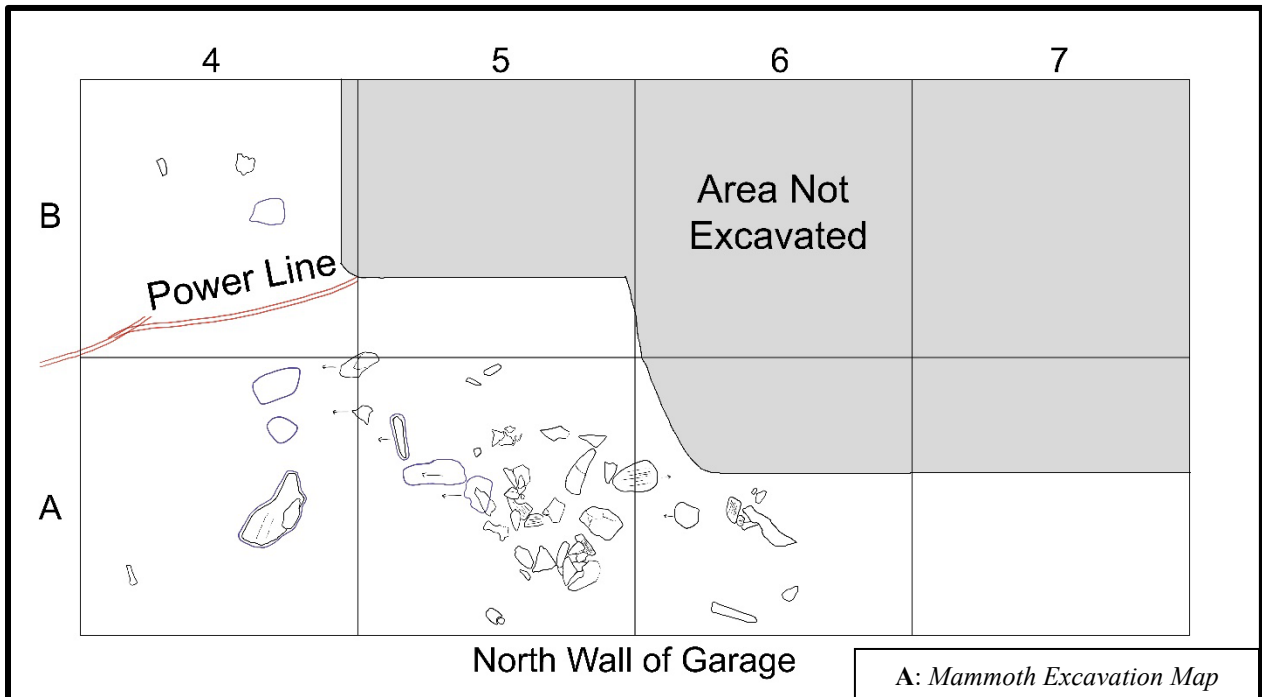 4 5 6 7
B
Area Not
Excavated
Power Line
A
North Wall of Garage
A: Mammoth Excavation Map